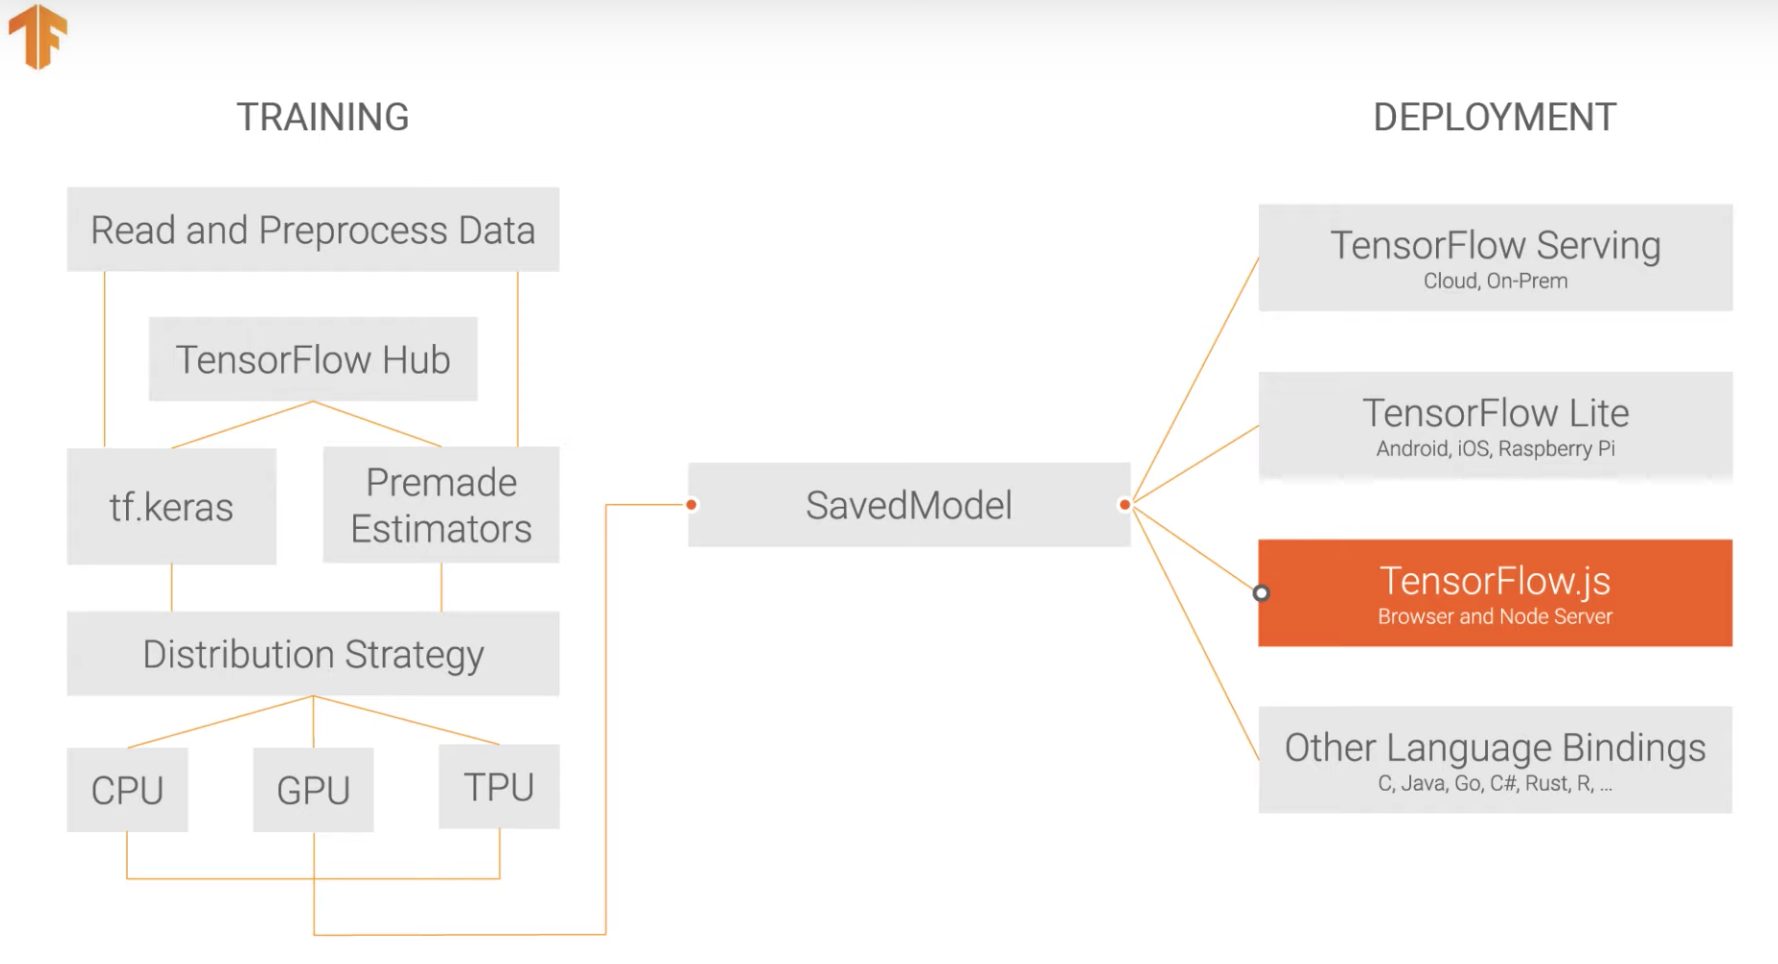 TRAINING
Read and Preprocess Data
TensorFlow Hub
tf.keras
Premade
Estimators
Distribution Strategy
CPU
GPU
TPU
SavedModel
DEPLOYMENT
TensorFlow Serving
Cloud, On-Prem
TensorFlow Lite
Android, iOS, Raspberry Pi
TensorFlow.js
Browser and Node Server
Other Language Bindings
C, Java, Go, C#, Rust, R, ...